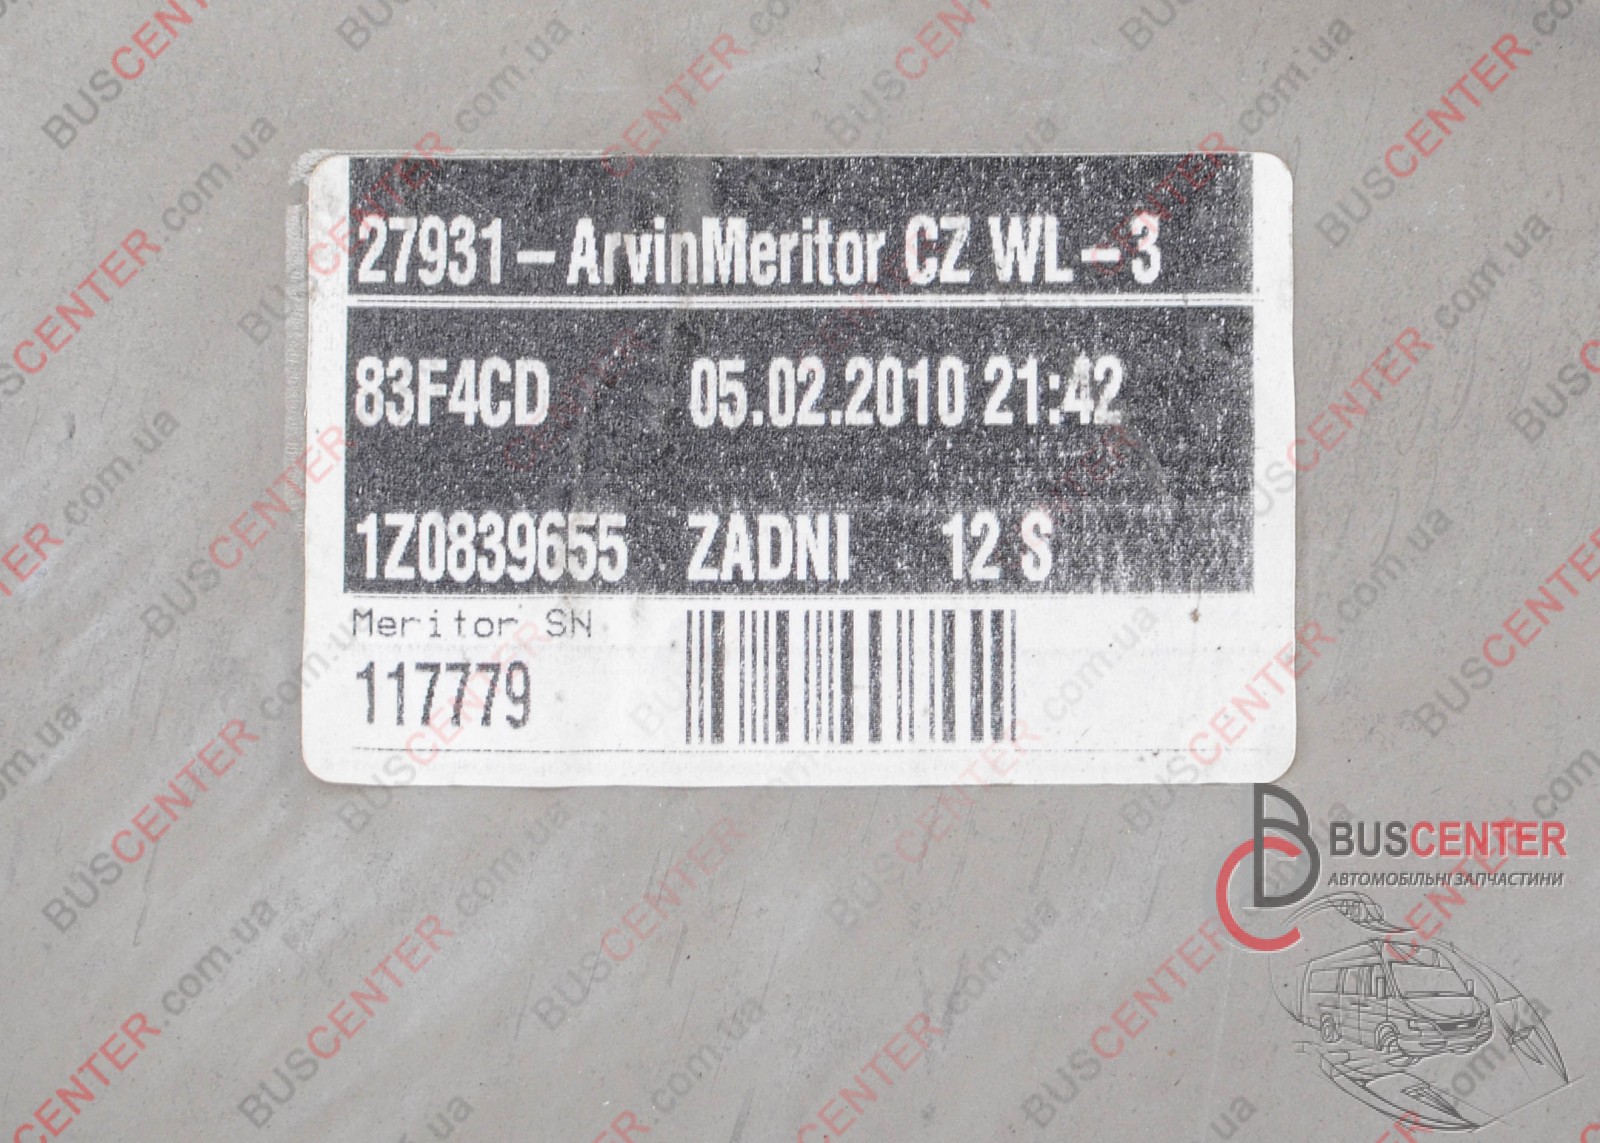 27931-ArvinMeritor CZ WL-3
83F4CD 05.02.2010 21:42
1Z0839655 ZADNI 12 S
Meritor SN
117779
BUSCENTER
АВТОМОБІЛЬНІ ЗАПЧАСТИНИ
BUSCENTER.com.ua